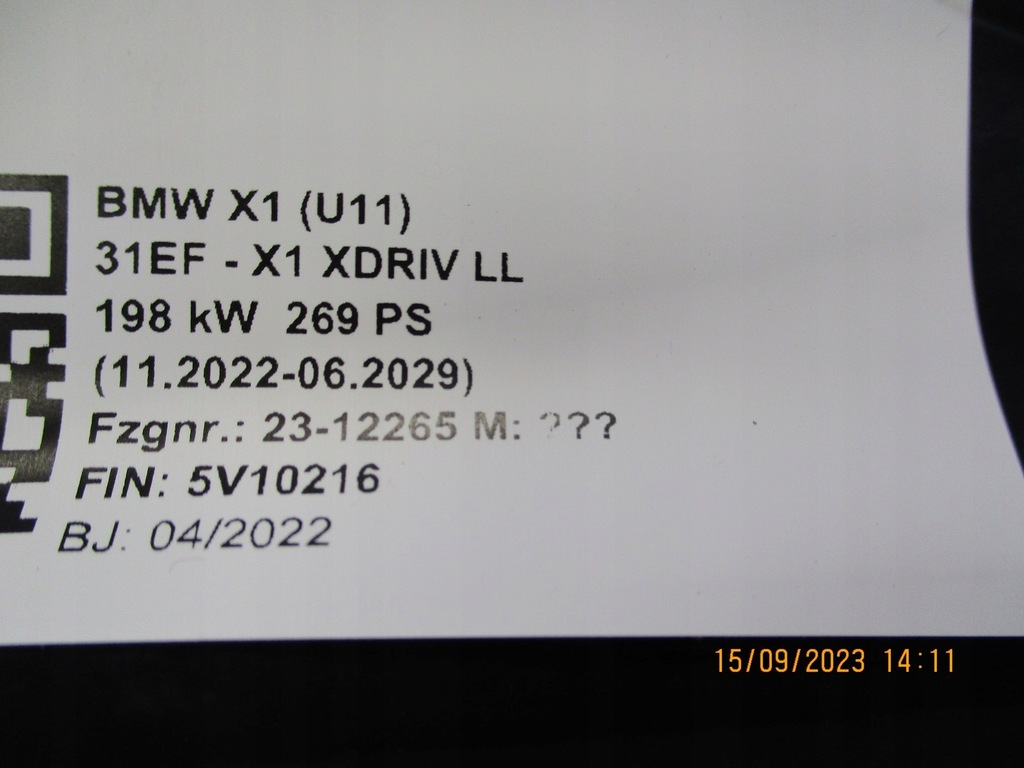 BMW X1 (U11)
31EF - X1 XDRIV LL
198 kW 269 PS
(11.2022-06.2029)
Fzgnr.: 23-12265 M: ???
FIN: 5V10216
BJ: 04/2022
15/09/2023 14:11